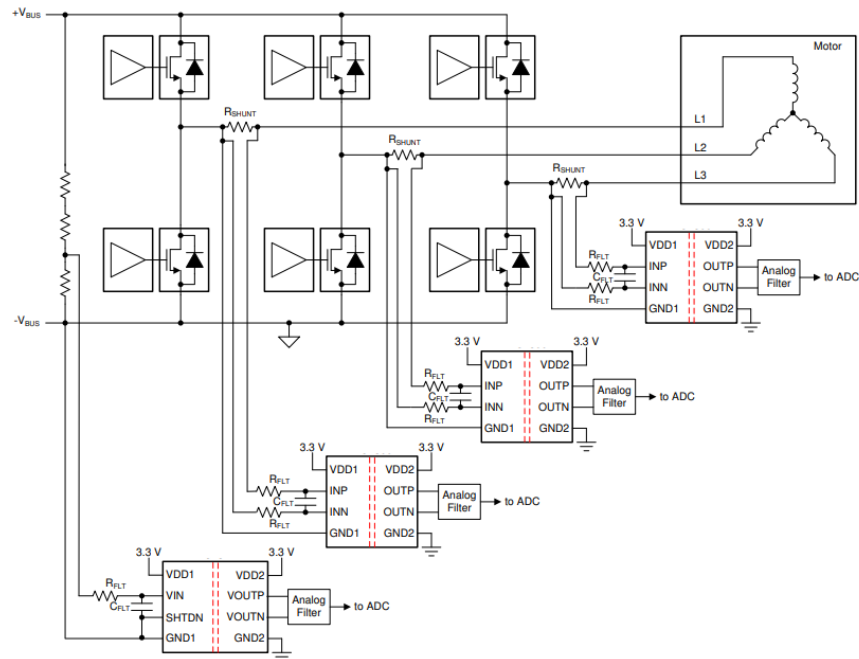 +VBUS
Motor
RSHUNT
L1
RSHUNT
L2
RSHUNT
L3
3.3 V
3.3 V
VDD1
VDD2
RFLT
INP
OUTP
CFLT
Analog
Filter
to ADC
INN
OUTN
RFLT
GND1
GND2
-VBUS
3.3 V
3.3 V
VDD1
VDD2
RFLT
INP
OUTP
CFLT
Analog
Filter
to ADC
INN
OUTN
RFLT
GND1
GND2
3.3 V
3.3 V
VDD1
VDD2
RFLT
INP
OUTP
CFLT
Analog
Filter
to ADC
INN
OUTN
RFLT
GND1
GND2
3.3 V
3.3 V
VDD1
VDD2
RFLT
VIN
VOUTP
CFLT
Analog
Filter
to ADC
SHTDN
VOUTN
GND1
GND2